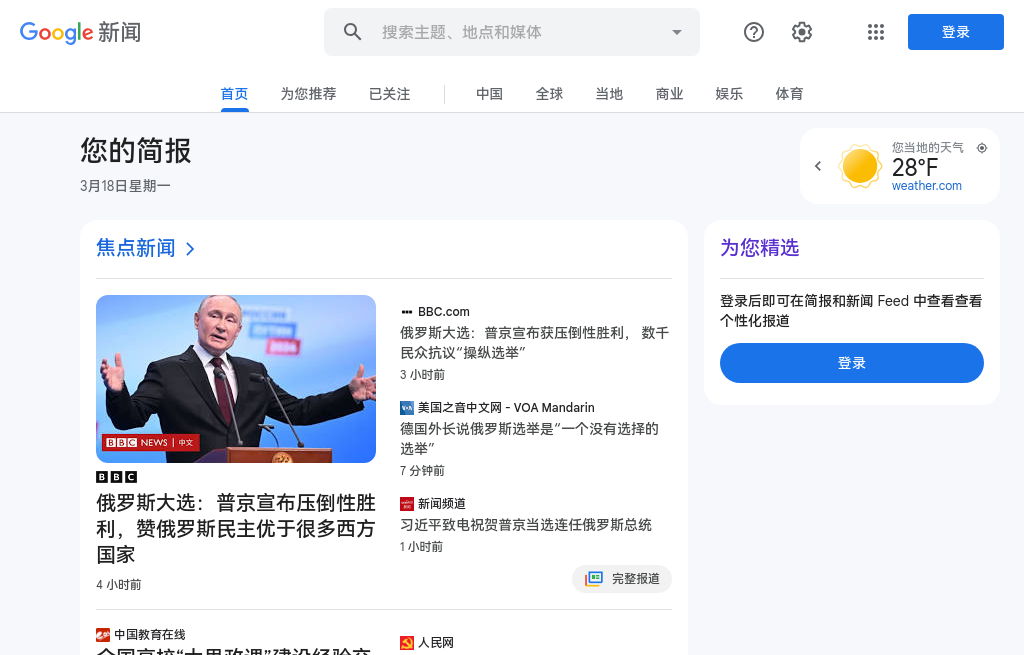 Google 新闻
搜索主题、地点和媒体
登录
首页
为您推荐
已关注
中国
全球
当地
商业
娱乐
体育
您的简报
3月18日星期一
您当地的天气
28°F
weather.com
焦点新闻
BBC NEWS 中文
BBC
俄罗斯大选：普京宣布压倒性胜
利，赞俄罗斯民主优于很多西方
国家
4 小时前
BBC.com
俄罗斯大选：普京宣布获压倒性胜利， 数千
民众抗议“操纵选举”
3 小时前
美国之音中文网 - VOA Mandarin
德国外长说俄罗斯选举是“一个没有选择的
选举”
7 分钟前
新闻频道
习近平致电祝贺普京当选连任俄罗斯总统
1 小时前
完整报道
中国教育在线
人民网
为您精选
登录后即可在简报和新闻 Feed 中查看查看
个性化报道
登录